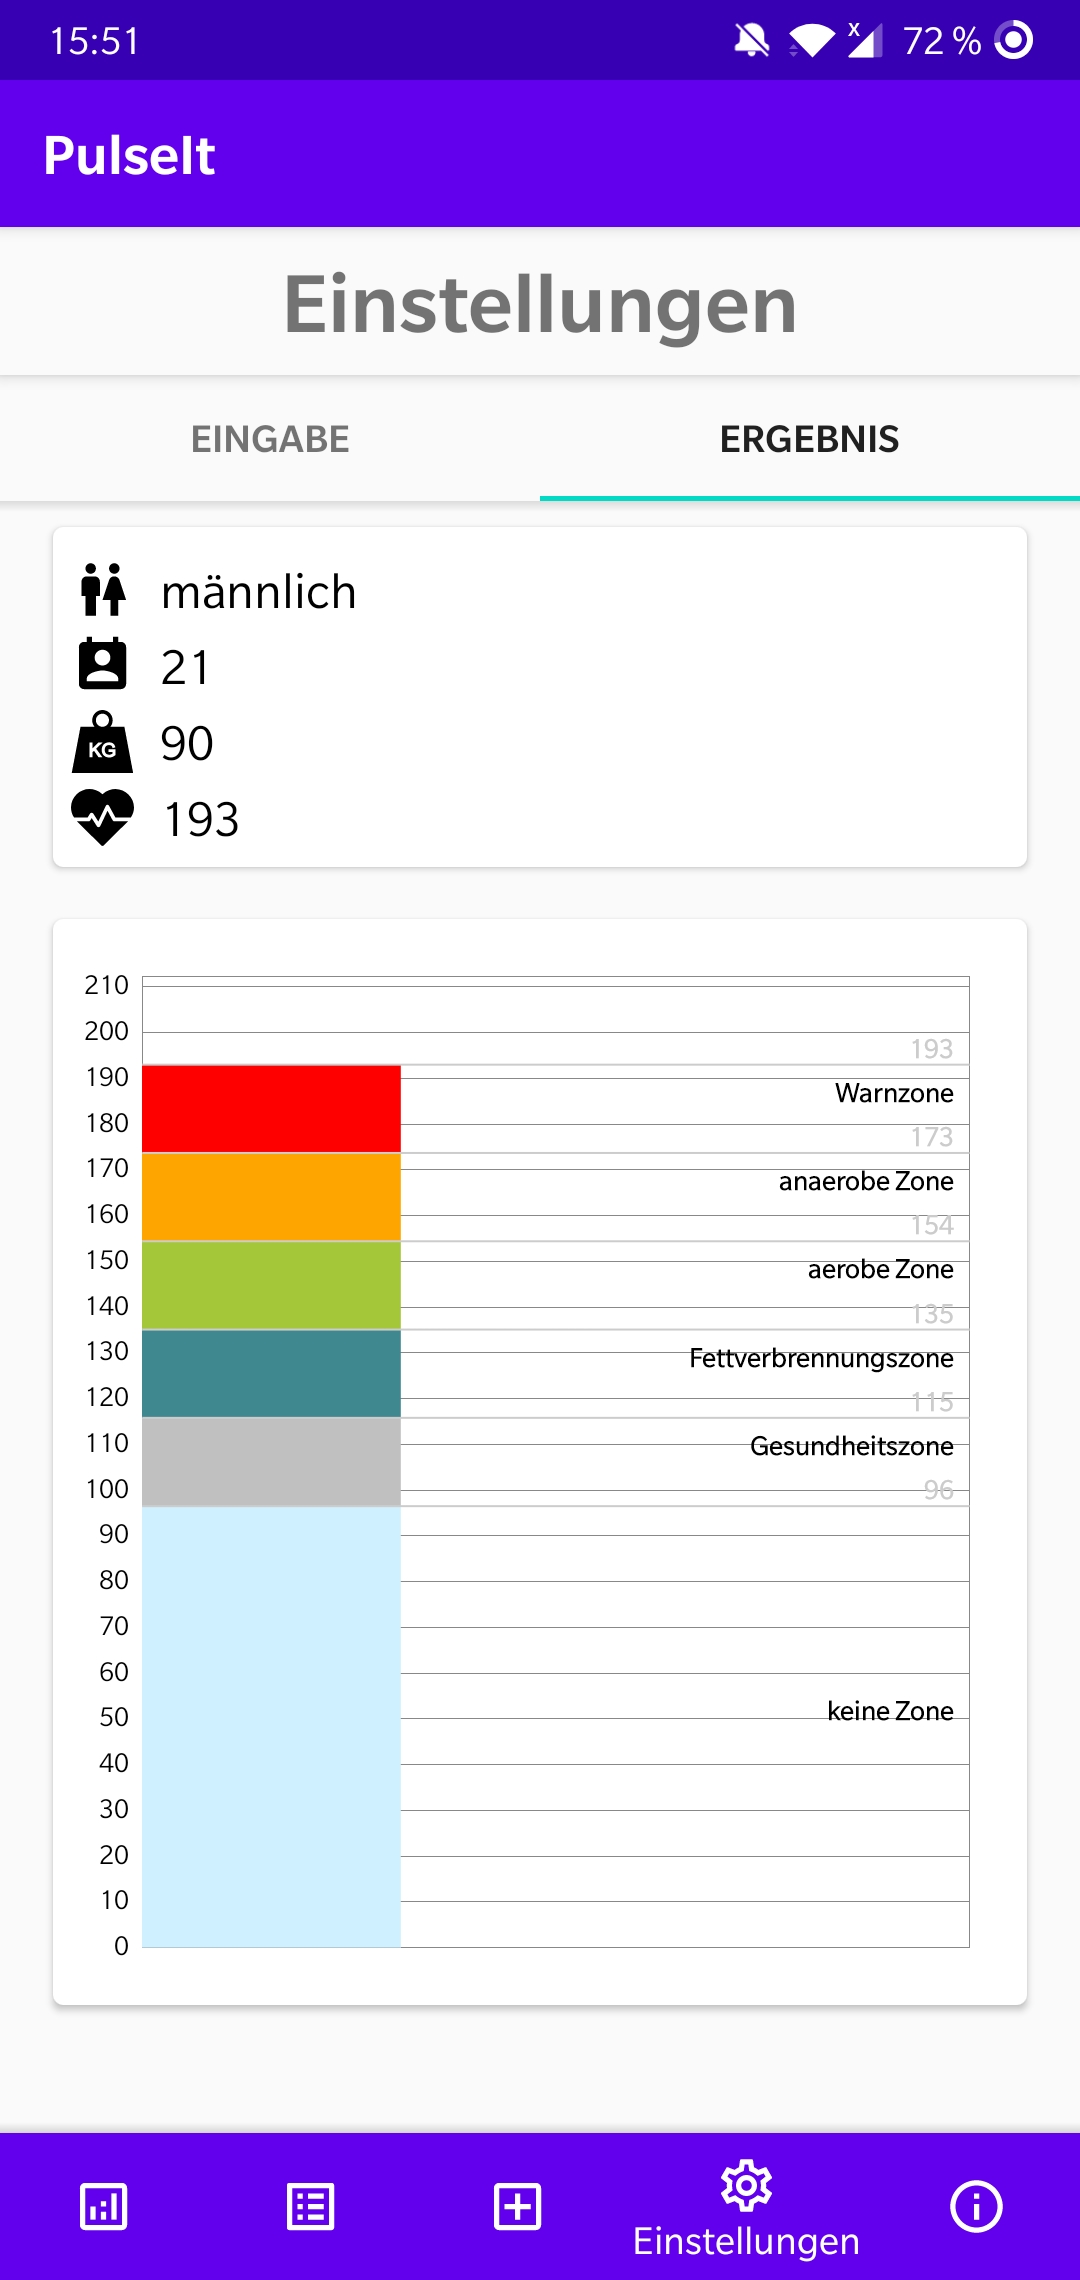 15:51
72 %
PulseIt
Einstellungen
EINGABE
ERGEBNIS
männlich
21
KG
90
193
210
200
193
190
Warnzone
180
173
170
anaerobe Zone
160
154
150
aerobe Zone
140
135
130
Fettverbrennungszone
120
115
110
Gesundheitszone
100
96
90
80
70
60
50
keine Zone
40
30
20
10
0
Einstellungen